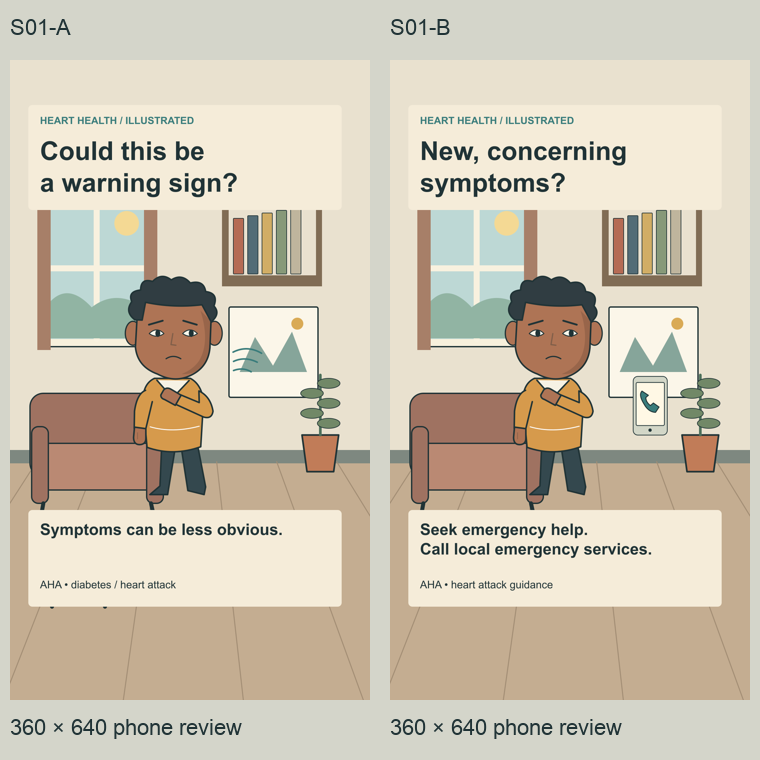 S01-A
HEART HEALTH / ILLUSTRATED
Could this be
a warning sign?
Symptoms can be less obvious.
AHA • diabetes / heart attack
360 × 640 phone review
S01-B
HEART HEALTH / ILLUSTRATED
New, concerning
symptoms?
Seek emergency help.
Call local emergency services.
AHA • heart attack guidance
360 × 640 phone review